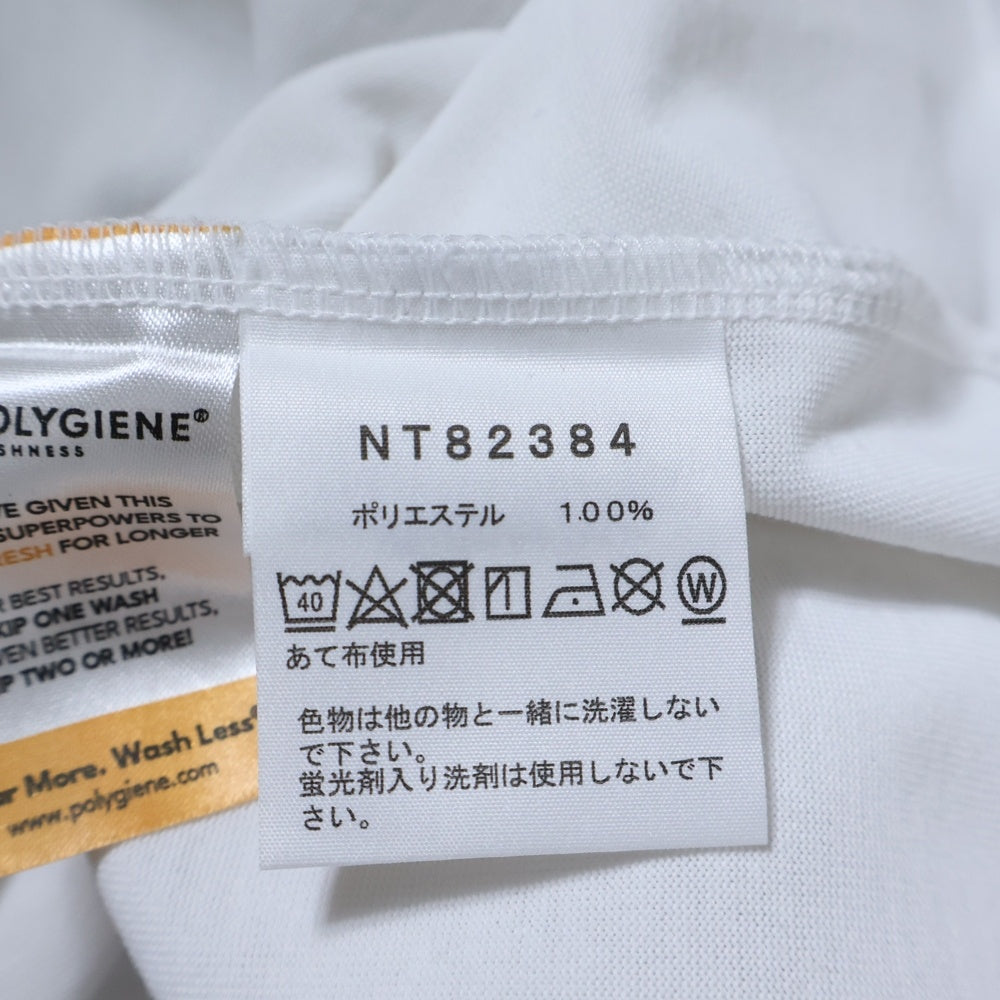 POLYGIENE®
SHNESS
E GIVEN THIS
SUPERPOWERS TO
RESH FOR LONGER
R BEST RESULTS,
KIP ONE WASH
EN BETTER RESULTS,
P TWO OR MORE!
r More. Wash Less
www.polygiene.com
NT82384
ポリエステル 100%
40 W
あて布使用
色物は他の物と一緒に洗濯しない
で下さい。
蛍光剤入り洗剤は使用しないで下
さい。